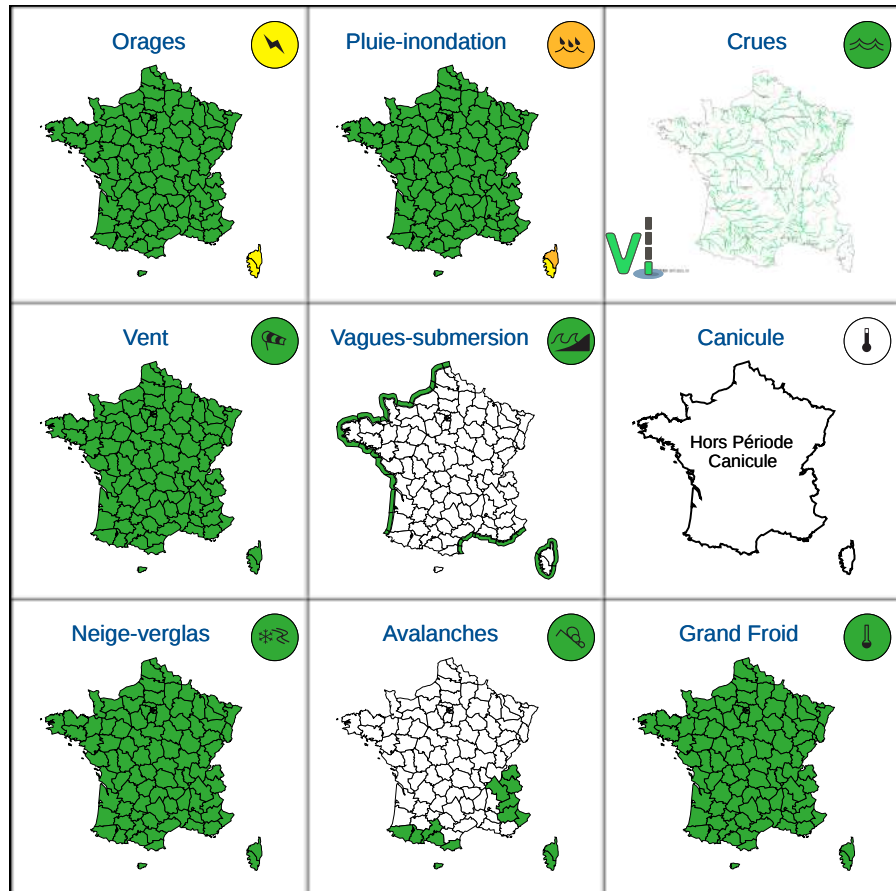 Orages
Pluie-inondation
Crues
Vent
Vagues-submersion
Canicule
Hors Période
Canicule
Neige-verglas
Avalanches
Grand Froid